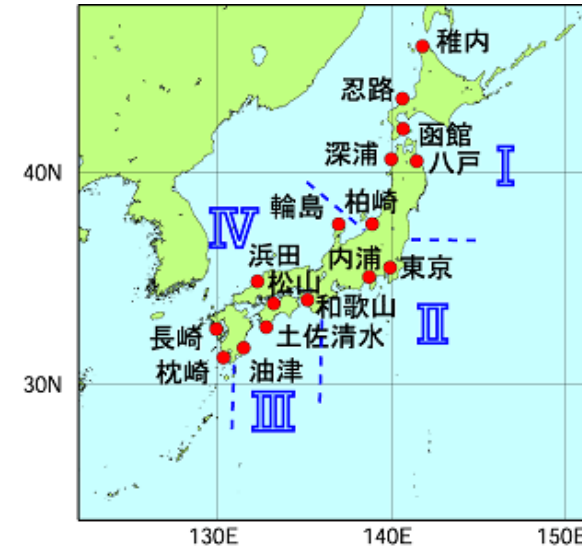 稚内
忍路
函館
深浦
八戸
I
40N
輪島
柏崎
IV
浜田
内浦
東京
松山
和歌山
II
長崎
土佐清水
枕崎
油津
30N
III
130E
140E
150E